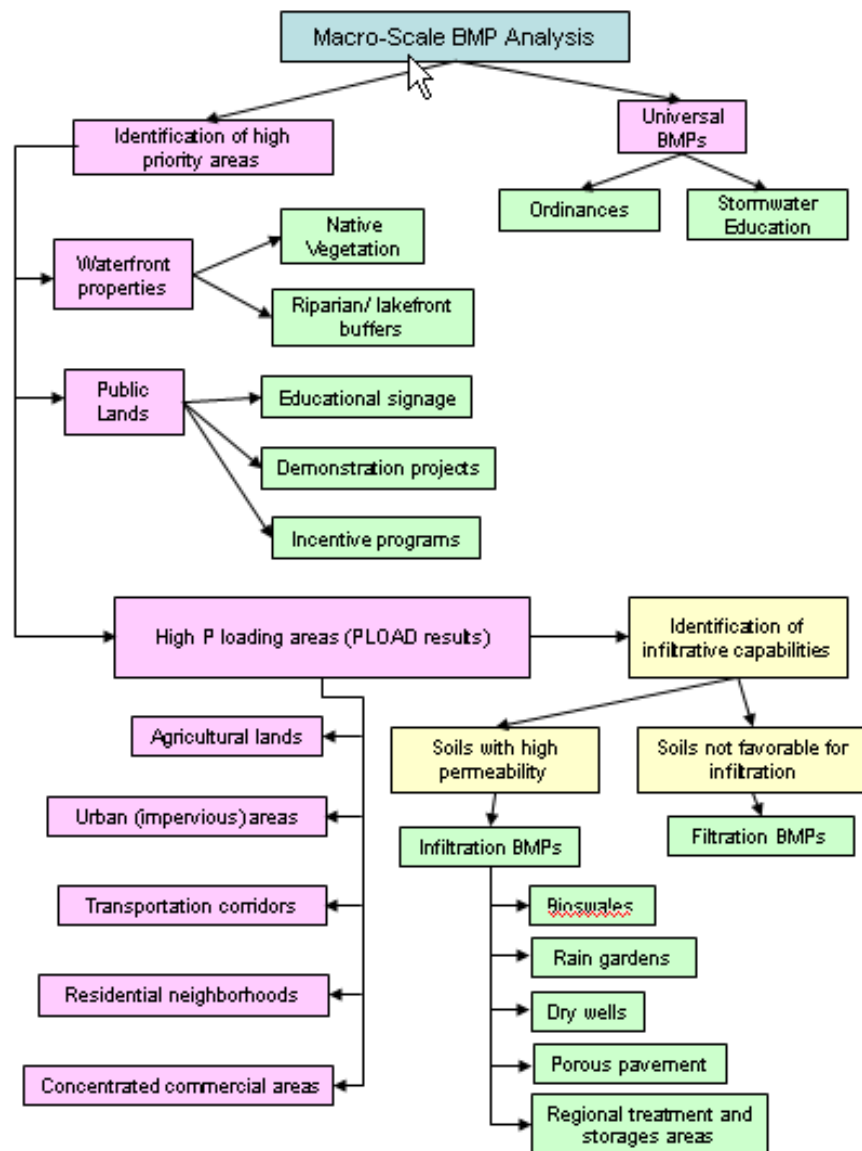 Macro-Scale BMP Analysis
Identification of high
priority areas
Universal
BMPs
Ordinances
Stormwater
Education
Waterfront
properties
Native
Vegetation
Riparian/ lakefront
buffers
Public
Lands
Educational signage
Demonstration projects
Incentive programs
High P loading areas (PLOAD results)
Identification of
infiltrative capabilities
Agricultural lands
Urban (impervious) areas
Transportation corridors
Residential neighborhoods
Concentrated commercial areas
Soils with high
permeability
Soils not favorable for
infiltration
Infiltration BMPs
Filtration BMPs
Bioswales
Rain gardens
Dry wells
Porous pavement
Regional treatment and
storages areas